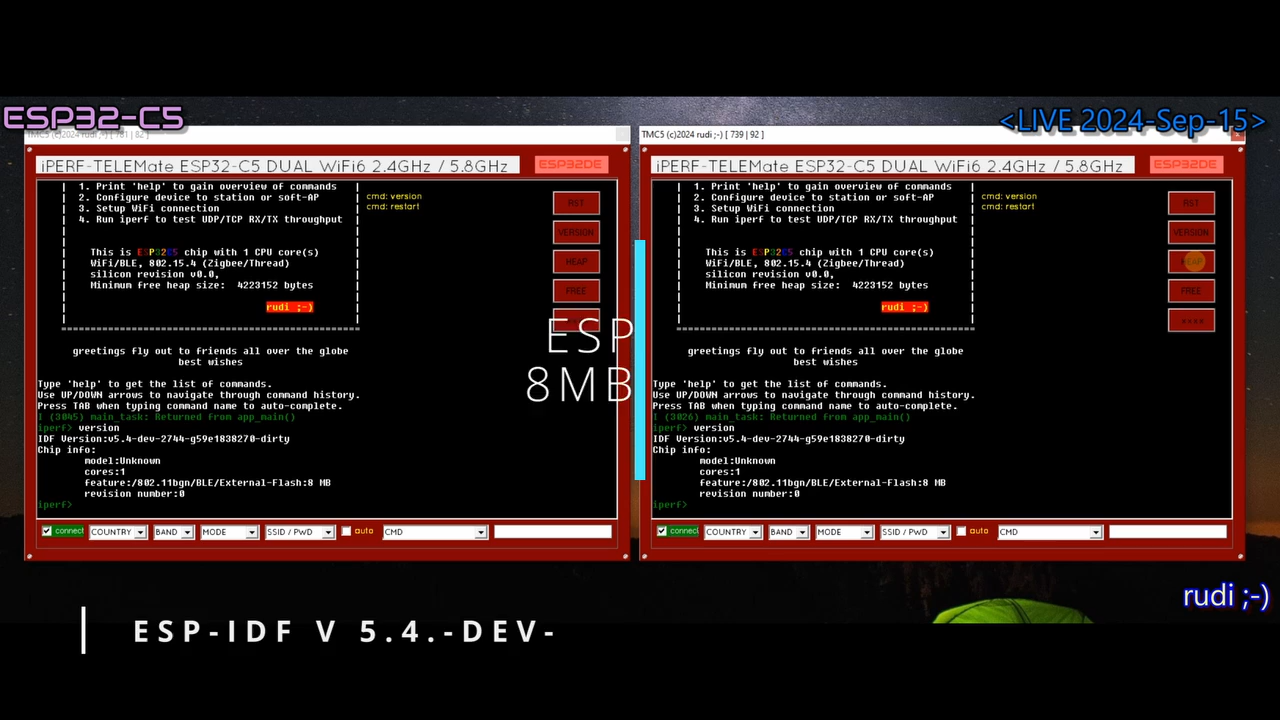 ESP32-C5
<LIVE 2024-Sep-15>
TMC5 (c)2024 rudi ;-) [ 781 | 82 ]
iPERF-TELEMate ESP32-C5 DUAL WiFi6 2.4GHz / 5.8GHz
ESP32DE
1. Print 'help' to gain overview of commands
2. Configure device to station or soft-AP
3. Setup WiFi connection
4. Run iperf to test UDP/TCP RX/TX throughput
This is ESP32C5 chip with 1 CPU core(s)
WiFi/BLE, 802.15.4 (Zigbee/Thread)
silicon revision v0.0,
Minimum free heap size:  4223152 bytes
rudi ;-)
greetings fly out to friends all over the globe
best wishes
Type 'help' to get the list of commands.
Use UP/DOWN arrows to navigate through command history.
Press TAB when typing command name to auto-complete.
I (3045) main_task: Returned from app_main()
iperf> version
IDF Version:v5.4-dev-2744-g59e1838270-dirty
Chip info:
model:Unknown
cores:1
feature:/802.11bgn/BLE/External-Flash:8 MB
revision number:0
iperf>
cmd: version
cmd: restart
RST
VERSION
HEAP
FREE
connect COUNTRY BAND MODE SSID / PWD auto CMD
ESP
8MB
TMC5 (c)2024 rudi ;-) [ 739 | 92 ]
iPERF-TELEMate ESP32-C5 DUAL WiFi6 2.4GHz / 5.8GHz
ESP32DE
1. Print 'help' to gain overview of commands
2. Configure device to station or soft-AP
3. Setup WiFi connection
4. Run iperf to test UDP/TCP RX/TX throughput
This is ESP32C5 chip with 1 CPU core(s)
WiFi/BLE, 802.15.4 (Zigbee/Thread)
silicon revision v0.0,
Minimum free heap size:  4223152 bytes
rudi ;-)
greetings fly out to friends all over the globe
best wishes
Type 'help' to get the list of commands.
Use UP/DOWN arrows to navigate through command history.
Press TAB when typing command name to auto-complete.
I (3026) main_task: Returned from app_main()
iperf> version
IDF Version:v5.4-dev-2744-g59e1838270-dirty
Chip info:
model:Unknown
cores:1
feature:/802.11bgn/BLE/External-Flash:8 MB
revision number:0
iperf>
cmd: version
cmd: restart
RST
VERSION
HEAP
FREE
****
connect COUNTRY BAND MODE SSID / PWD auto CMD
rudi ;-)
ESP-IDF V 5.4.-DEV-